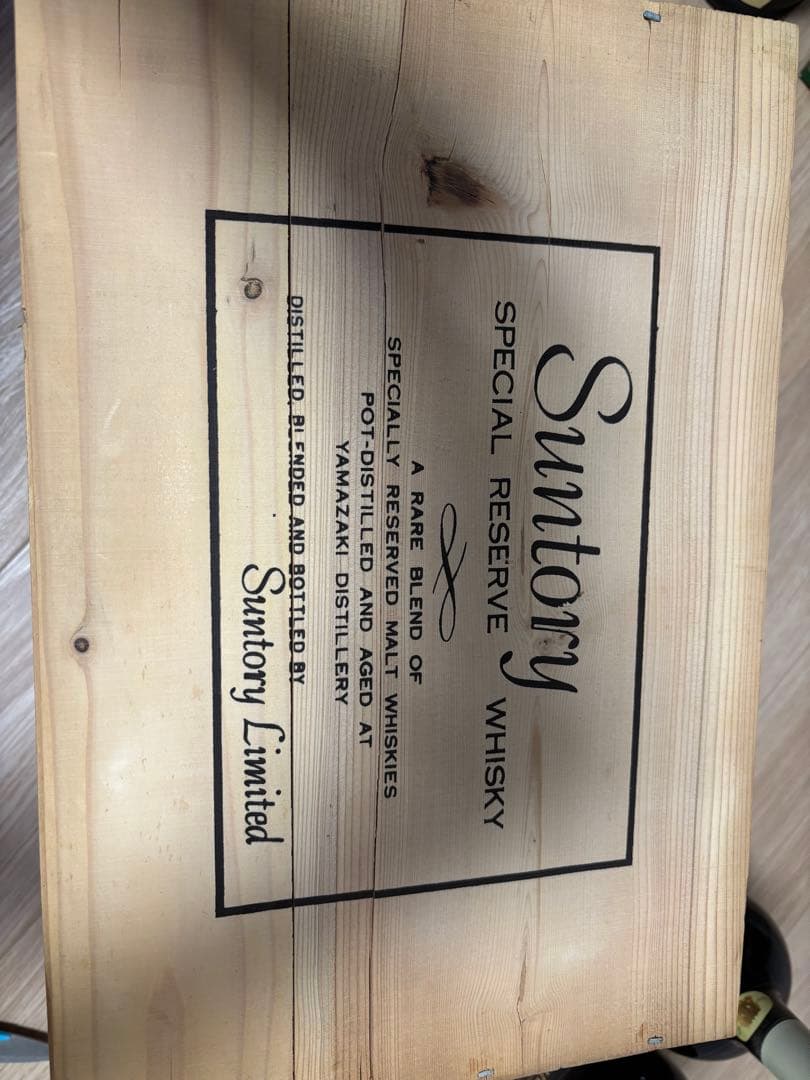 Suntory
SPECIAL RESERVE WHISKY
A RARE BLEND OF
SPECIALLY RESERVED MALT WHISKIES
POT-DISTILLED AND AGED AT
YAMAZAKI DISTILLERY
DISTILLED, BLENDED AND BOTTLED BY
Suntory Limited